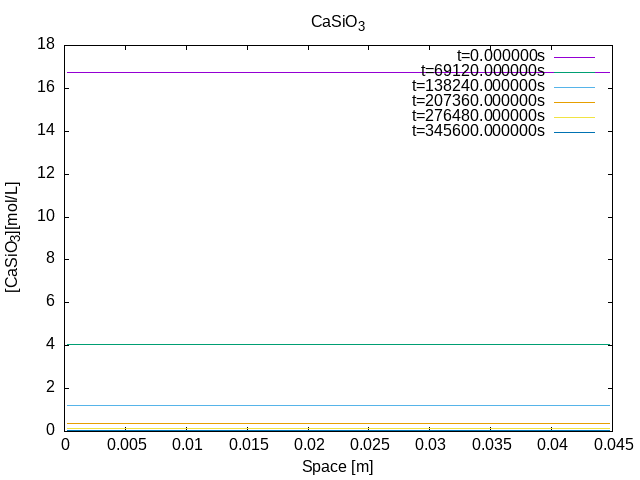 CaSiO3
18
16
14
12
10
8
6
4
2
0
[CaSiO3][mol/L]
t=0.000000s
t=69120.000000s
t=138240.000000s
t=207360.000000s
t=276480.000000s
t=345600.000000s
0 0.005 0.01 0.015 0.02 0.025 0.03 0.035 0.04 0.045
Space [m]